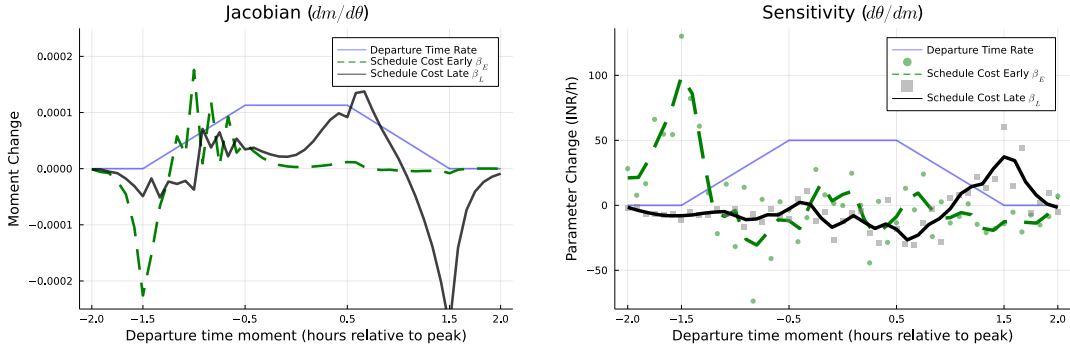 Jacobian (dm/dθ)
Moment Change
0.0002
0.0001
0.0000
−0.0001
−0.0002
Departure Time Rate
Schedule Cost Early β_E
Schedule Cost Late β_L
−2.0
−1.5
−0.5
0.5
1.5
2.0
Departure time moment (hours relative to peak)
Sensitivity (dθ/dm)
Parameter Change (INR/h)
100
50
0
−50
Departure Time Rate
Schedule Cost Early β_E
Schedule Cost Late β_L
−2.0
−1.5
−0.5
0.5
1.5
2.0
Departure time moment (hours relative to peak)